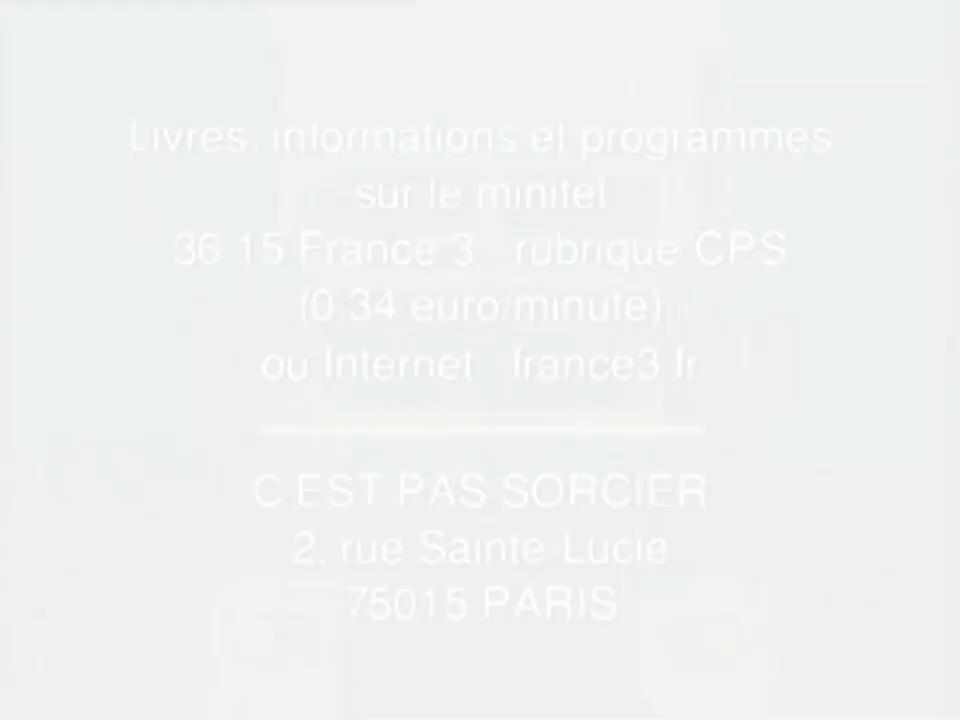 Livres, informations et programmes
sur le minitel
36 15 France 3 rubrique CPS
(0.34 euro/minute)
ou Internet france3.fr
C'EST PAS SORCIER
2, rue Sainte-Lucie
75015 PARIS